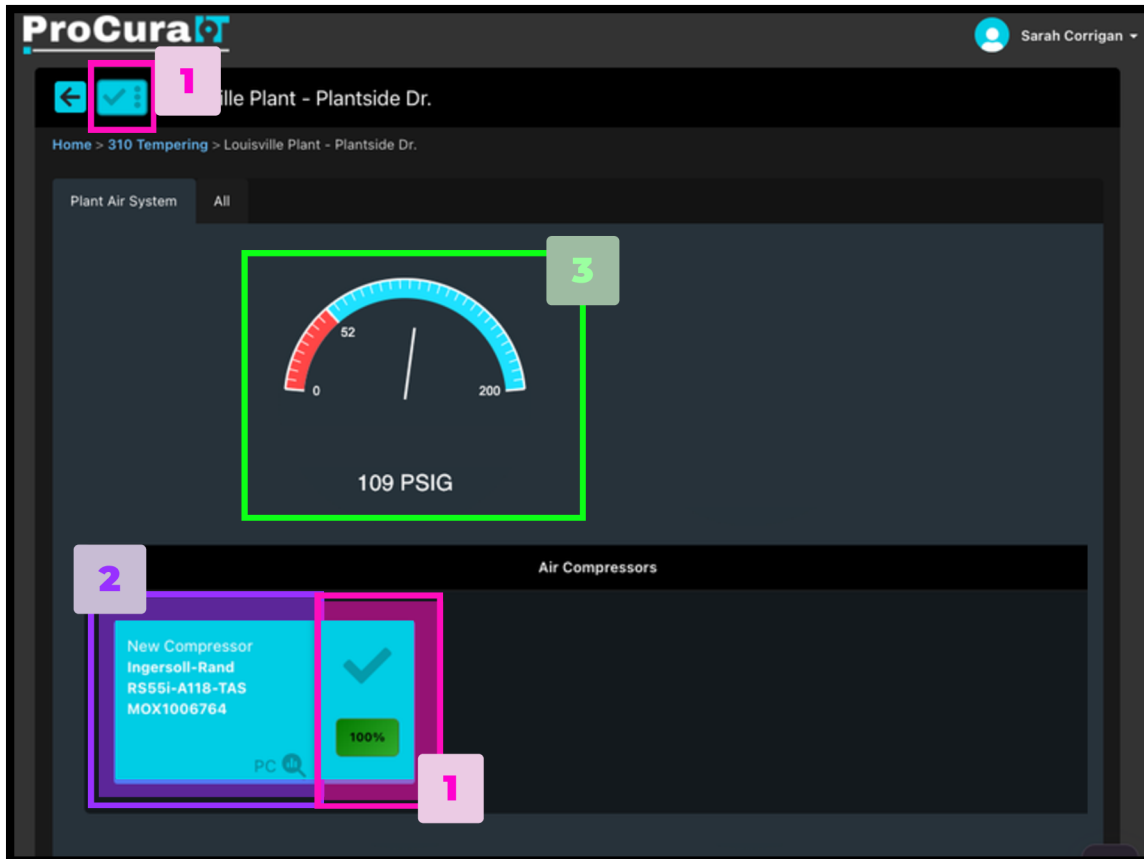 ProCuraIoT
Sarah Corrigan
1
ille Plant - Plantside Dr.
Home > 310 Tempering > Louisville Plant - Plantside Dr.
Plant Air System
All
3
52
0
200
109 PSIG
Air Compressors
2
New Compressor
Ingersoll-Rand
RS55i-A118-TAS
MOX1006764
100%
PC
1